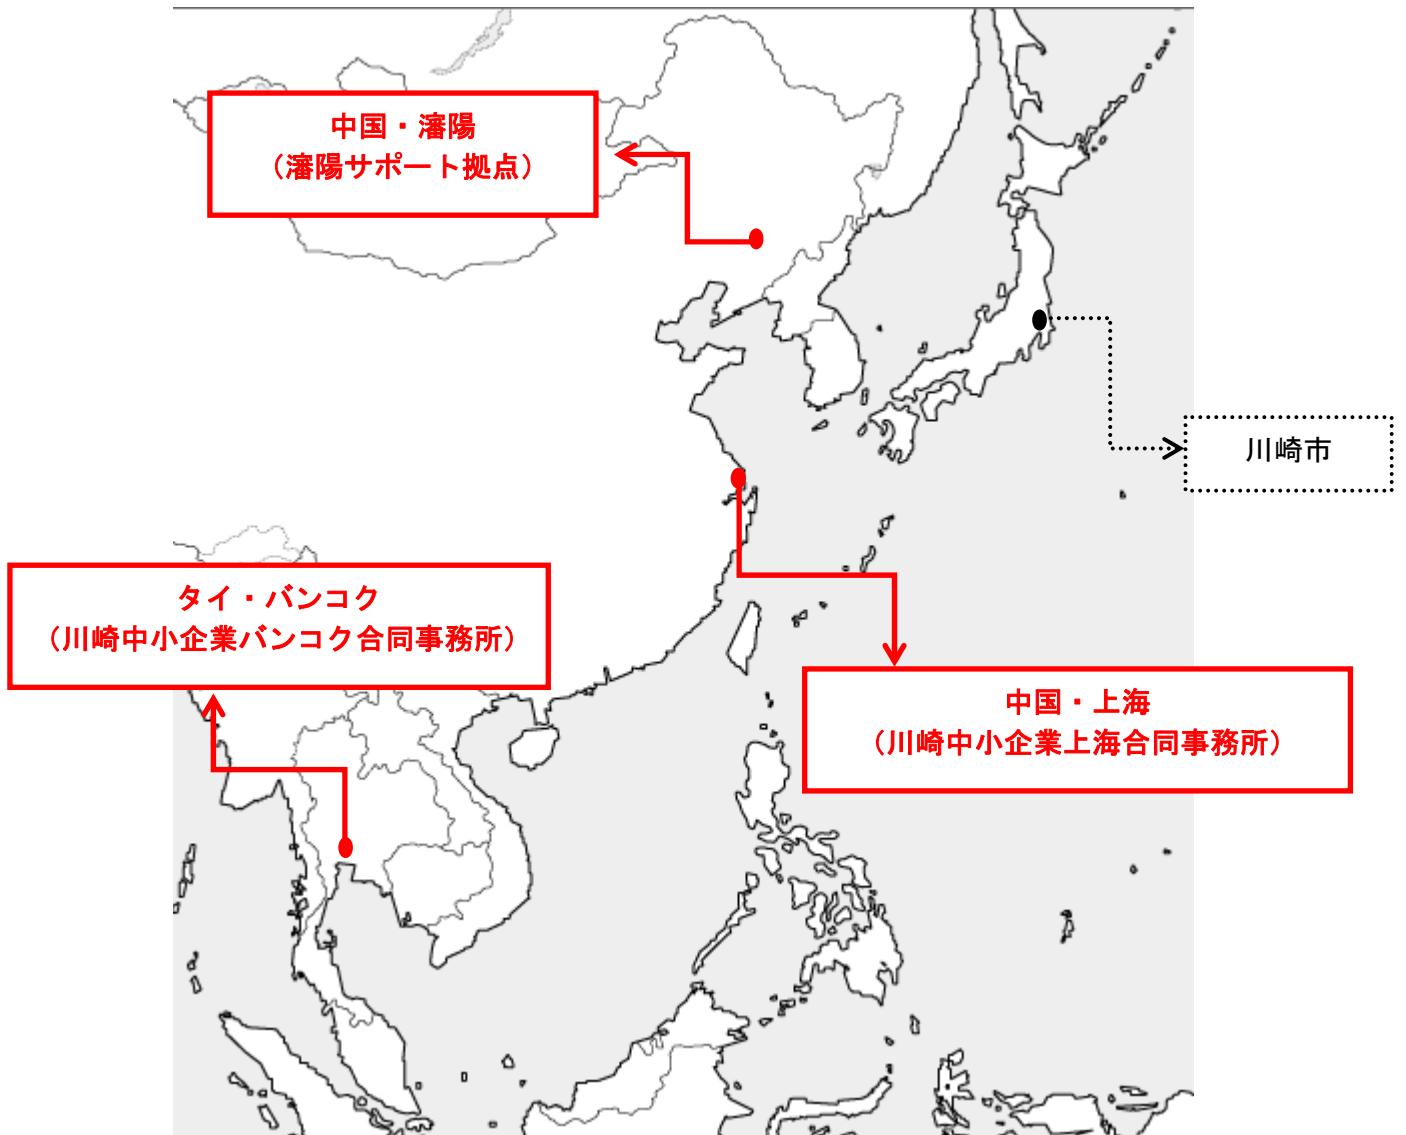 中国・瀋陽
（瀋陽サポート拠点）
川崎市
タイ・バンコク
（川崎中小企業バンコク合同事務所）
中国・上海
（川崎中小企業上海合同事務所）